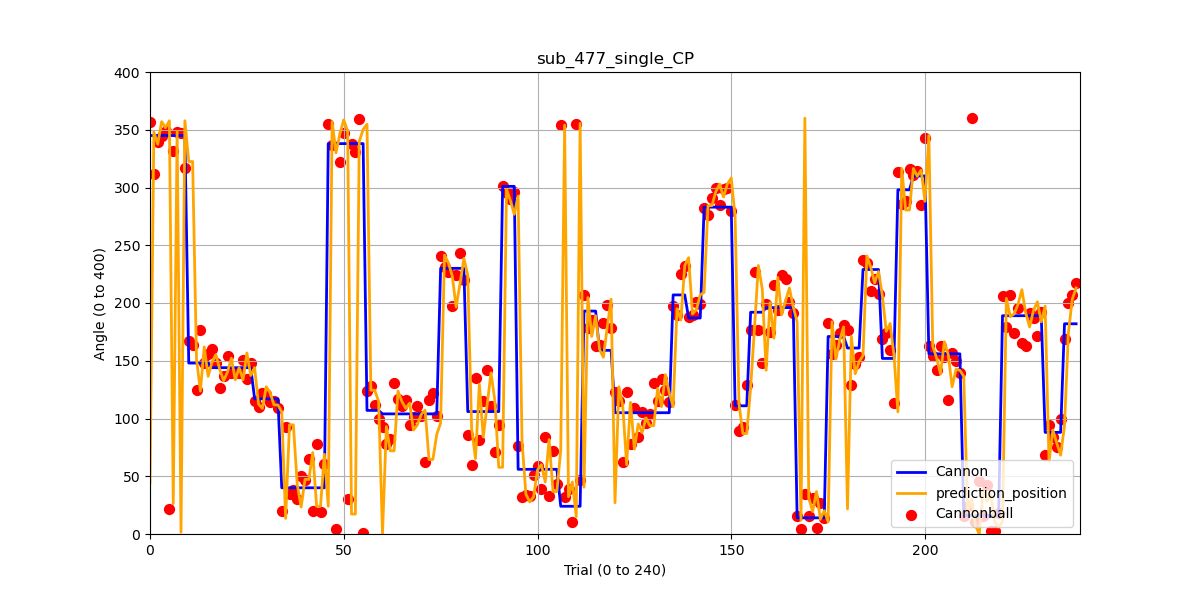 sub_477_single_CP
Angle (0 to 400)
400
350
300
250
200
150
100
50
0
0 50 100 150 200
Trial (0 to 240)
Cannon
prediction_position
Cannonball